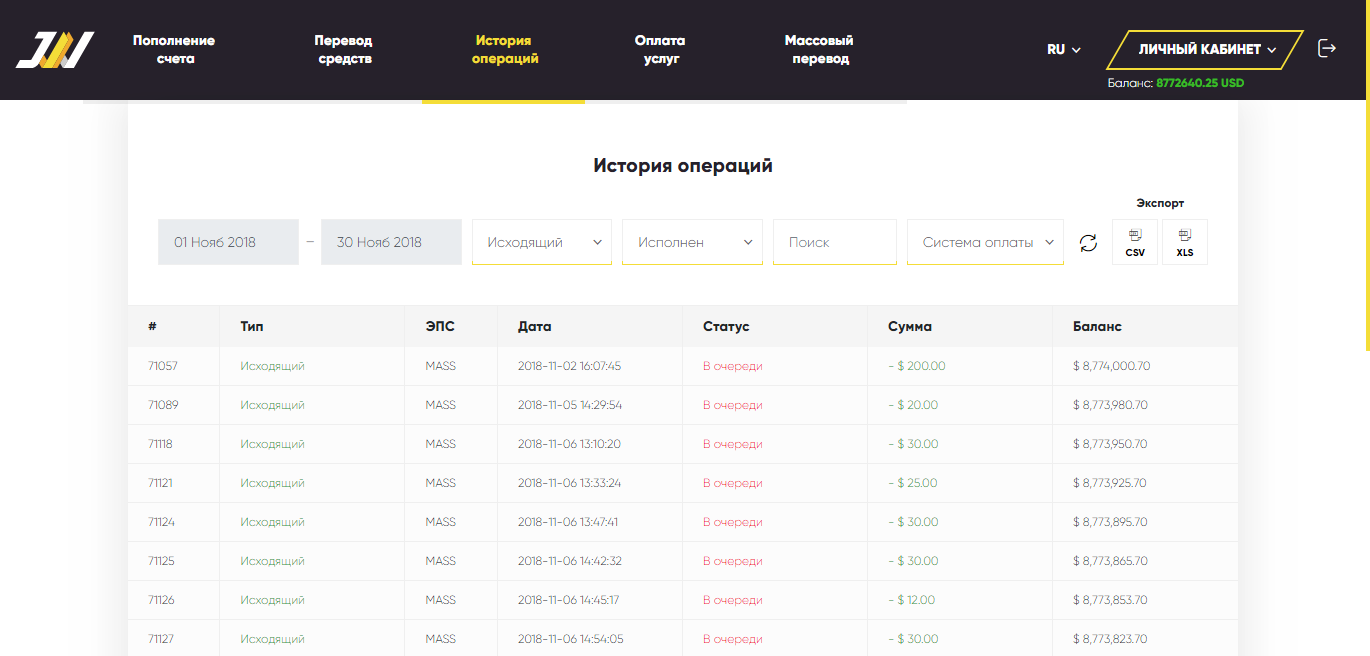 JW
Пополнение счета
Перевод средств
История операций
Оплата услуг
Массовый перевод
RU
ЛИЧНЫЙ КАБИНЕТ
Баланс: 8772640.25 USD
История операций
Экспорт
01 Нояб 2018 – 30 Нояб 2018 Исходящий Исполнен Поиск Система оплаты CSV XLS
# Тип ЭПС Дата Статус Сумма Баланс
71057 Исходящий MASS 2018-11-02 16:07:45 В очереди - $ 200.00 $ 8,774,000.70
71089 Исходящий MASS 2018-11-05 14:29:54 В очереди - $ 20.00 $ 8,773,980.70
71118 Исходящий MASS 2018-11-06 13:10:20 В очереди - $ 30.00 $ 8,773,950.70
71121 Исходящий MASS 2018-11-06 13:33:24 В очереди - $ 25.00 $ 8,773,925.70
71124 Исходящий MASS 2018-11-06 13:47:41 В очереди - $ 30.00 $ 8,773,895.70
71125 Исходящий MASS 2018-11-06 14:42:32 В очереди - $ 30.00 $ 8,773,865.70
71126 Исходящий MASS 2018-11-06 14:45:17 В очереди - $ 12.00 $ 8,773,853.70
71127 Исходящий MASS 2018-11-06 14:54:05 В очереди - $ 30.00 $ 8,773,823.70